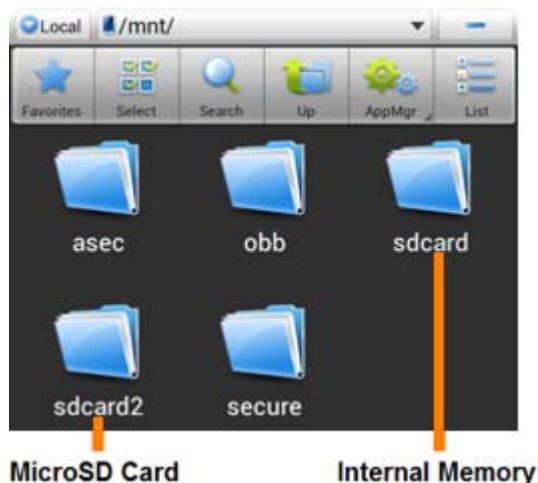 Local /mnt/
Favorites Select Search Up AppMgr List
asec obb sdcard
sdcard2 secure
MicroSD Card Internal Memory